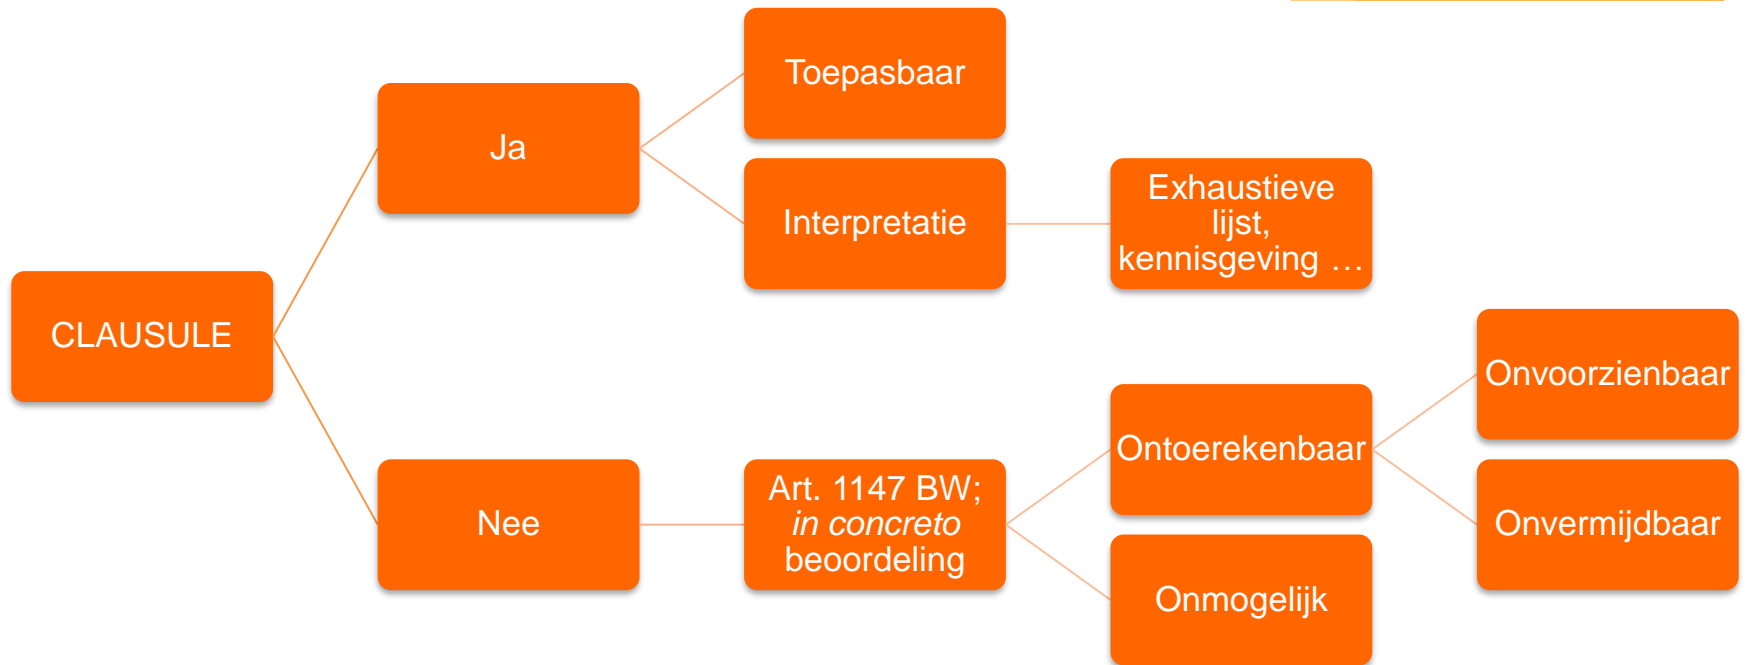 CLAUSULE
Ja
Toepasbaar
Interpretatie
Exhaustieve
lijst,
kennisgeving …
Nee
Art. 1147 BW;
in concreto
beoordeling
Ontoerekenbaar
Onvoorzienbaar
Onvermijdbaar
Onmogelijk